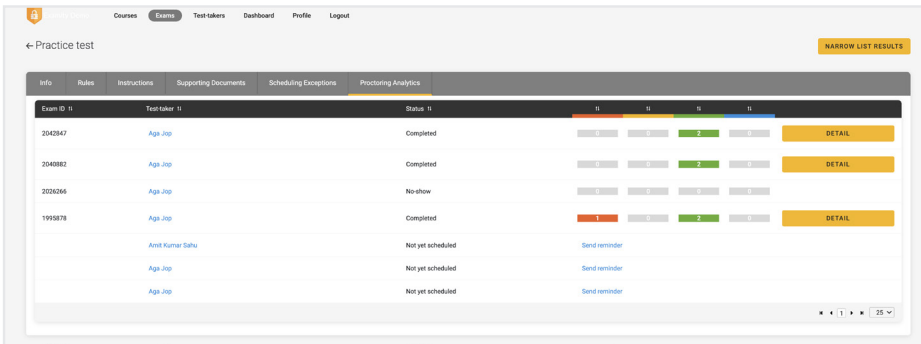 Courses Exams Test-takers Dashboard Profile Logout
← Practice test
NARROW LIST RESULTS
Info Rules Instructions Supporting Documents Scheduling Exceptions Proctoring Analytics
Exam ID Test-taker Status
2042847 Aga Jop Completed 0 0 2 0 DETAIL
2040882 Aga Jop Completed 0 0 2 0 DETAIL
2026266 Aga Jop No-show 0 0 0 0
1995878 Aga Jop Completed 1 0 2 0 DETAIL
Amit Kumar Sahu Not yet scheduled Send reminder
Aga Jop Not yet scheduled Send reminder
Aga Jop Not yet scheduled Send reminder
1 25